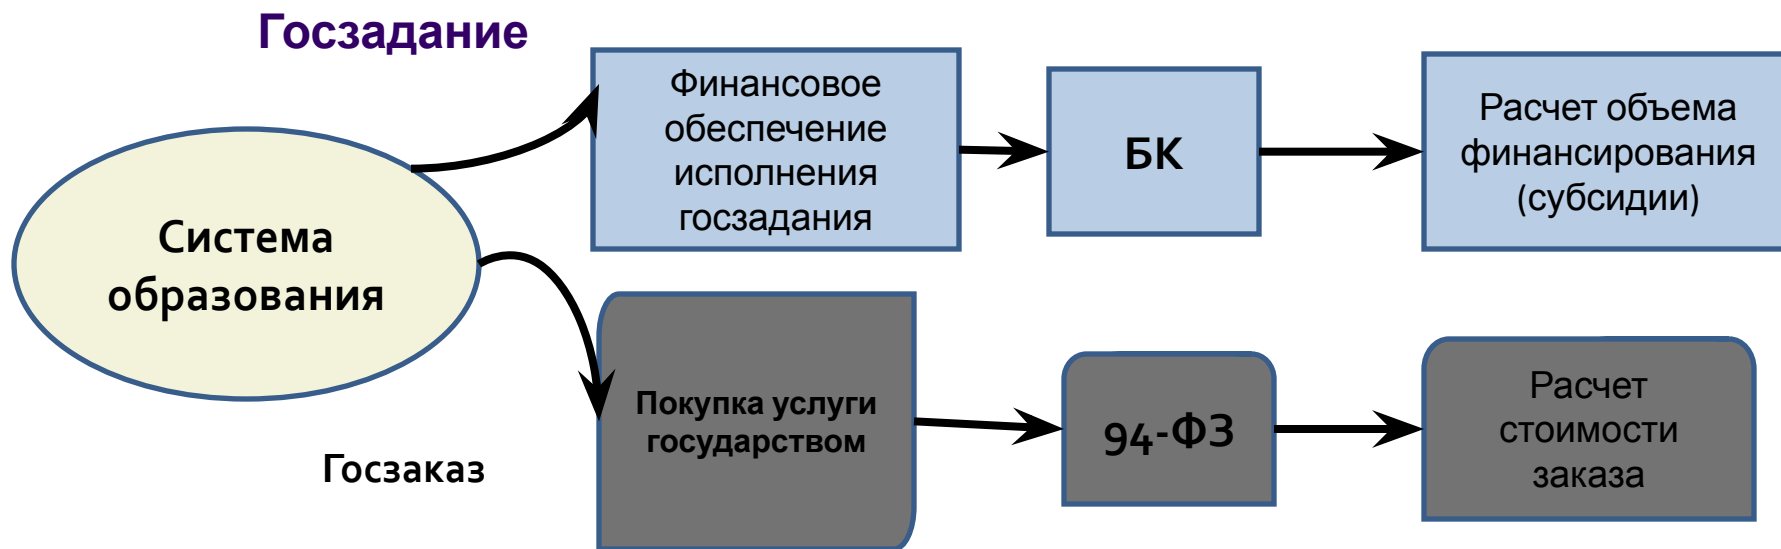 Госзадание
Финансовое
обеспечение
исполнения
госзадания
БК
Расчет объема
финансирования
(субсидии)
Система
образования
Госзаказ
Покупка услуги
государством
94-ФЗ
Расчет
стоимости
заказа